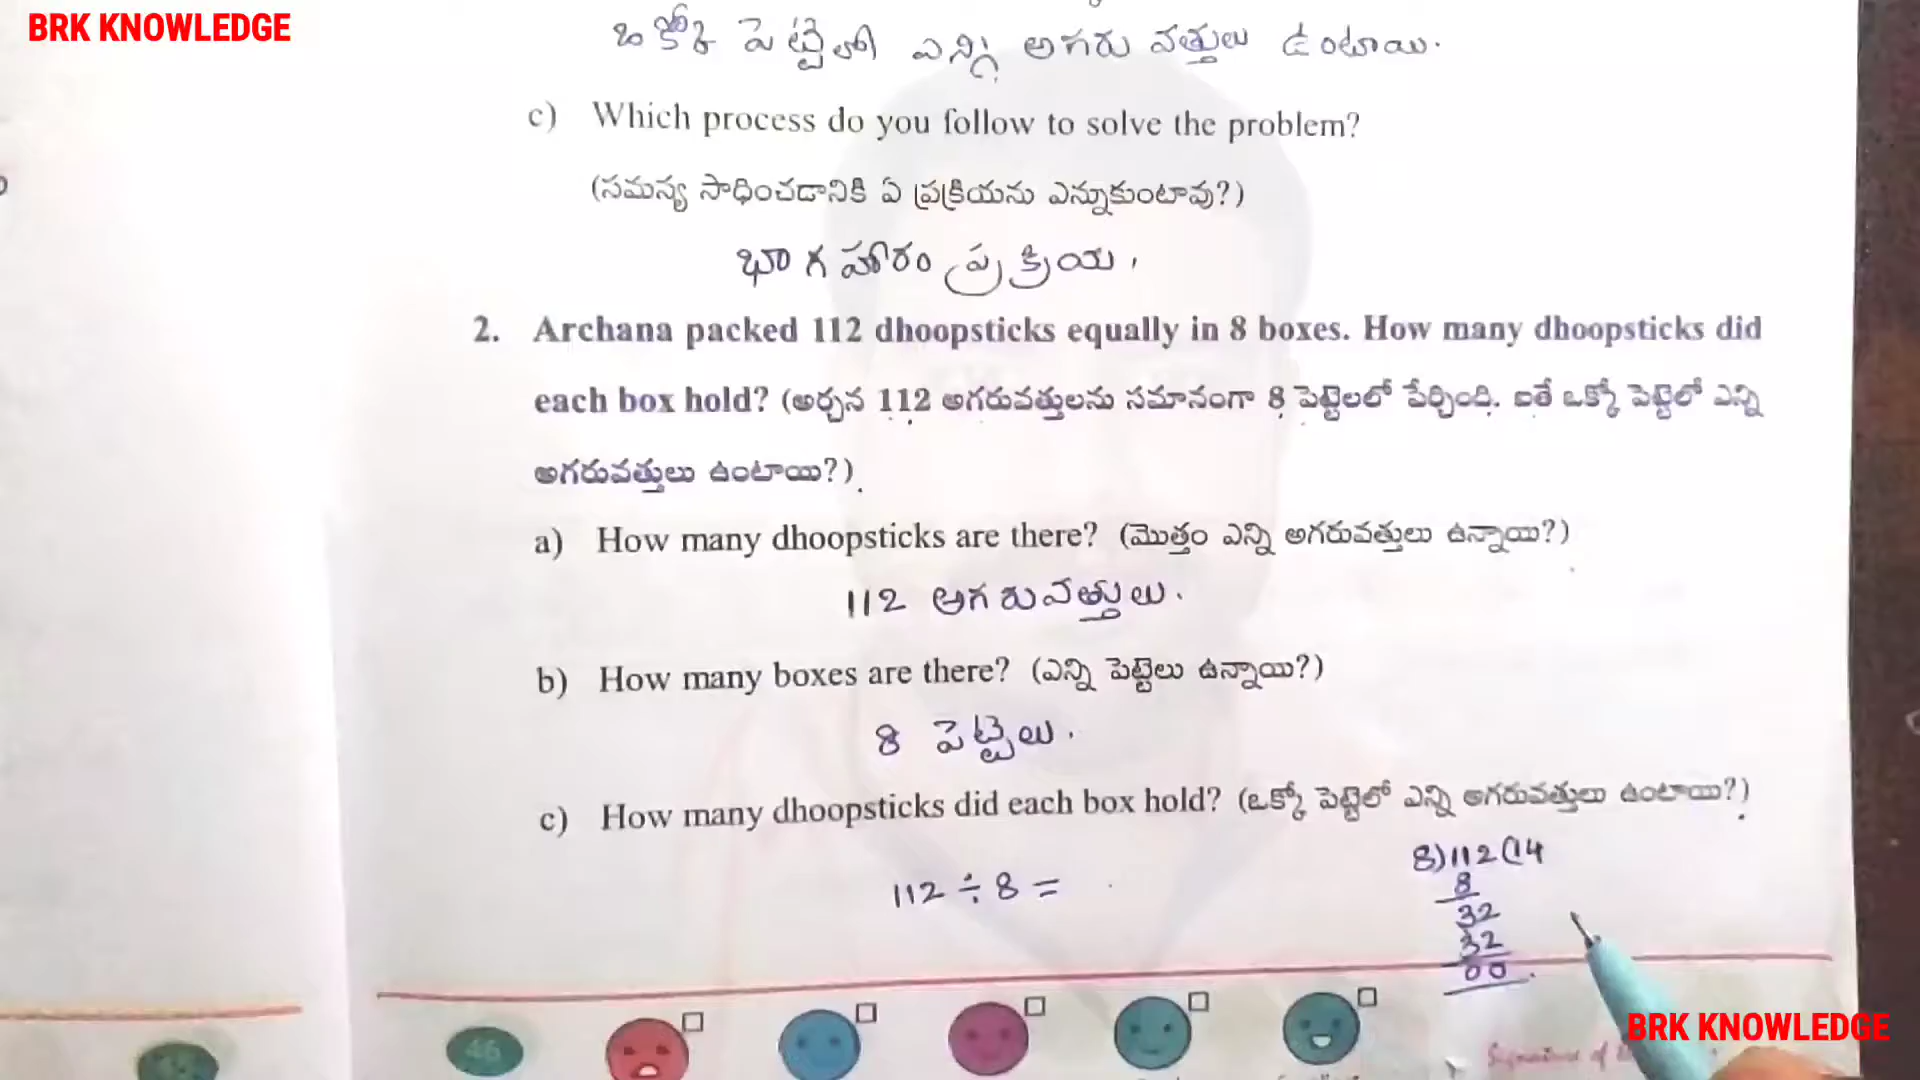 BRK KNOWLEDGE
ఒక్కోక్క పెట్టెలో ఎన్ని అగరు వత్తులు ఉంటాయి.
c) Which process do you follow to solve the problem?
(సమస్య సాధించడానికి ఏ ప్రక్రియను ఎన్నుకుంటావు?)
భాగహారం ప్రక్రియ.
2. Archana packed 112 dhoopsticks equally in 8 boxes. How many dhoopsticks did
each box hold? (అర్చన 112 అగరువత్తులను సమానంగా 8 పెట్టెలలో పేర్చింది. ఐతే ఒక్కో పెట్టెలో ఎన్ని
అగరువత్తులు ఉంటాయి?)
a) How many dhoopsticks are there? (మొత్తం ఎన్ని అగరువత్తులు ఉన్నాయి?)
112 అగరువత్తులు.
b) How many boxes are there? (ఎన్ని పెట్టెలు ఉన్నాయి?)
8 పెట్టెలు.
c) How many dhoopsticks did each box hold? (ఒక్కో పెట్టెలో ఎన్ని అగరువత్తులు ఉంటాయి?)
112 ÷ 8 =
8)112(14
8
32
32
00
46
Signature of
BRK KNOWLEDGE